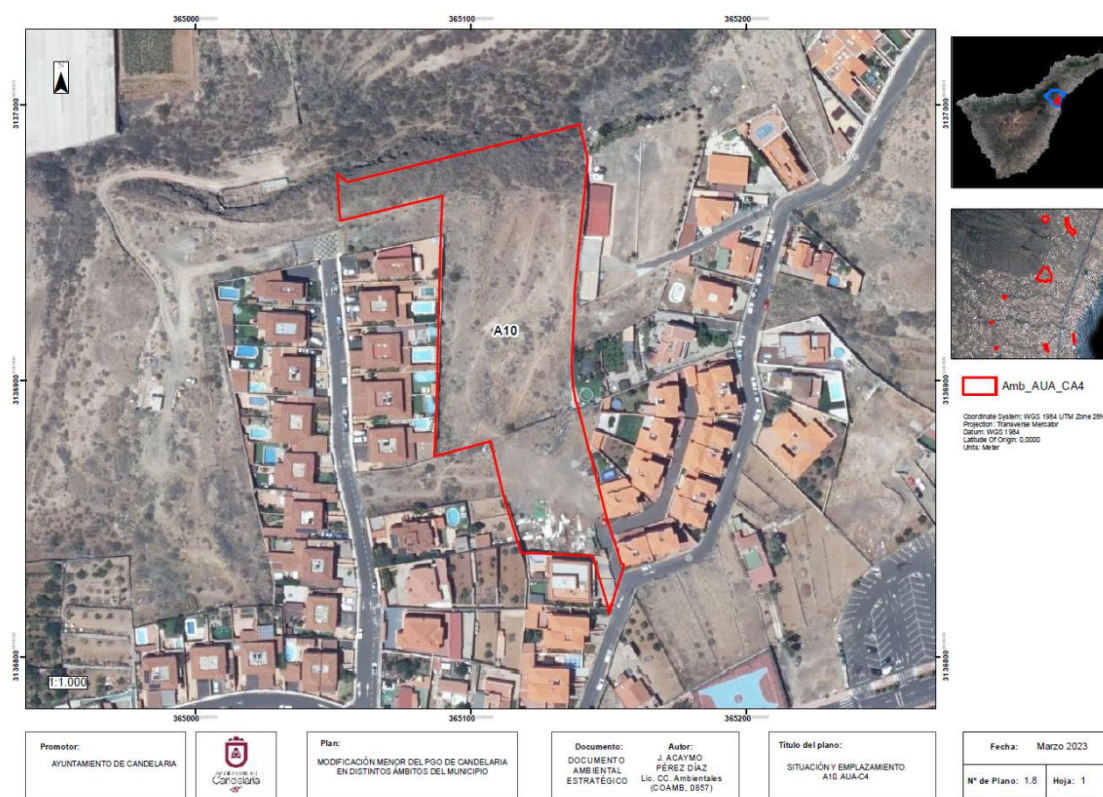 365000
365100
365200
3137000
3137000
N
A10
3136900
3136900
3136800
3136800
1:1.000
365000
365100
365200
Amb_AUA_CA4
Coordinate System: WGS 1984 UTM Zone 28N
Projection: Transverse Mercator
Datum: WGS 1984
Latitude Of Origin: 0,0000
Units: Meter
Promotor:
AYUNTAMIENTO DE CANDELARIA
Candelaria
Plan:
MODIFICACIÓN MENOR DEL PGO DE CANDELARIA
EN DISTINTOS ÁMBITOS DEL MUNICIPIO
Documento:
DOCUMENTO
AMBIENTAL
ESTRATÉGICO
Autor:
J. ACAYMO
PÉREZ DÍAZ
Lic. CC. Ambientales
(COAMB, 0857)
Título del plano:
SITUACIÓN Y EMPLAZAMIENTO
A10. AUA-C4
Fecha: Marzo 2023
Nº de Plano: 1.8
Hoja: 1